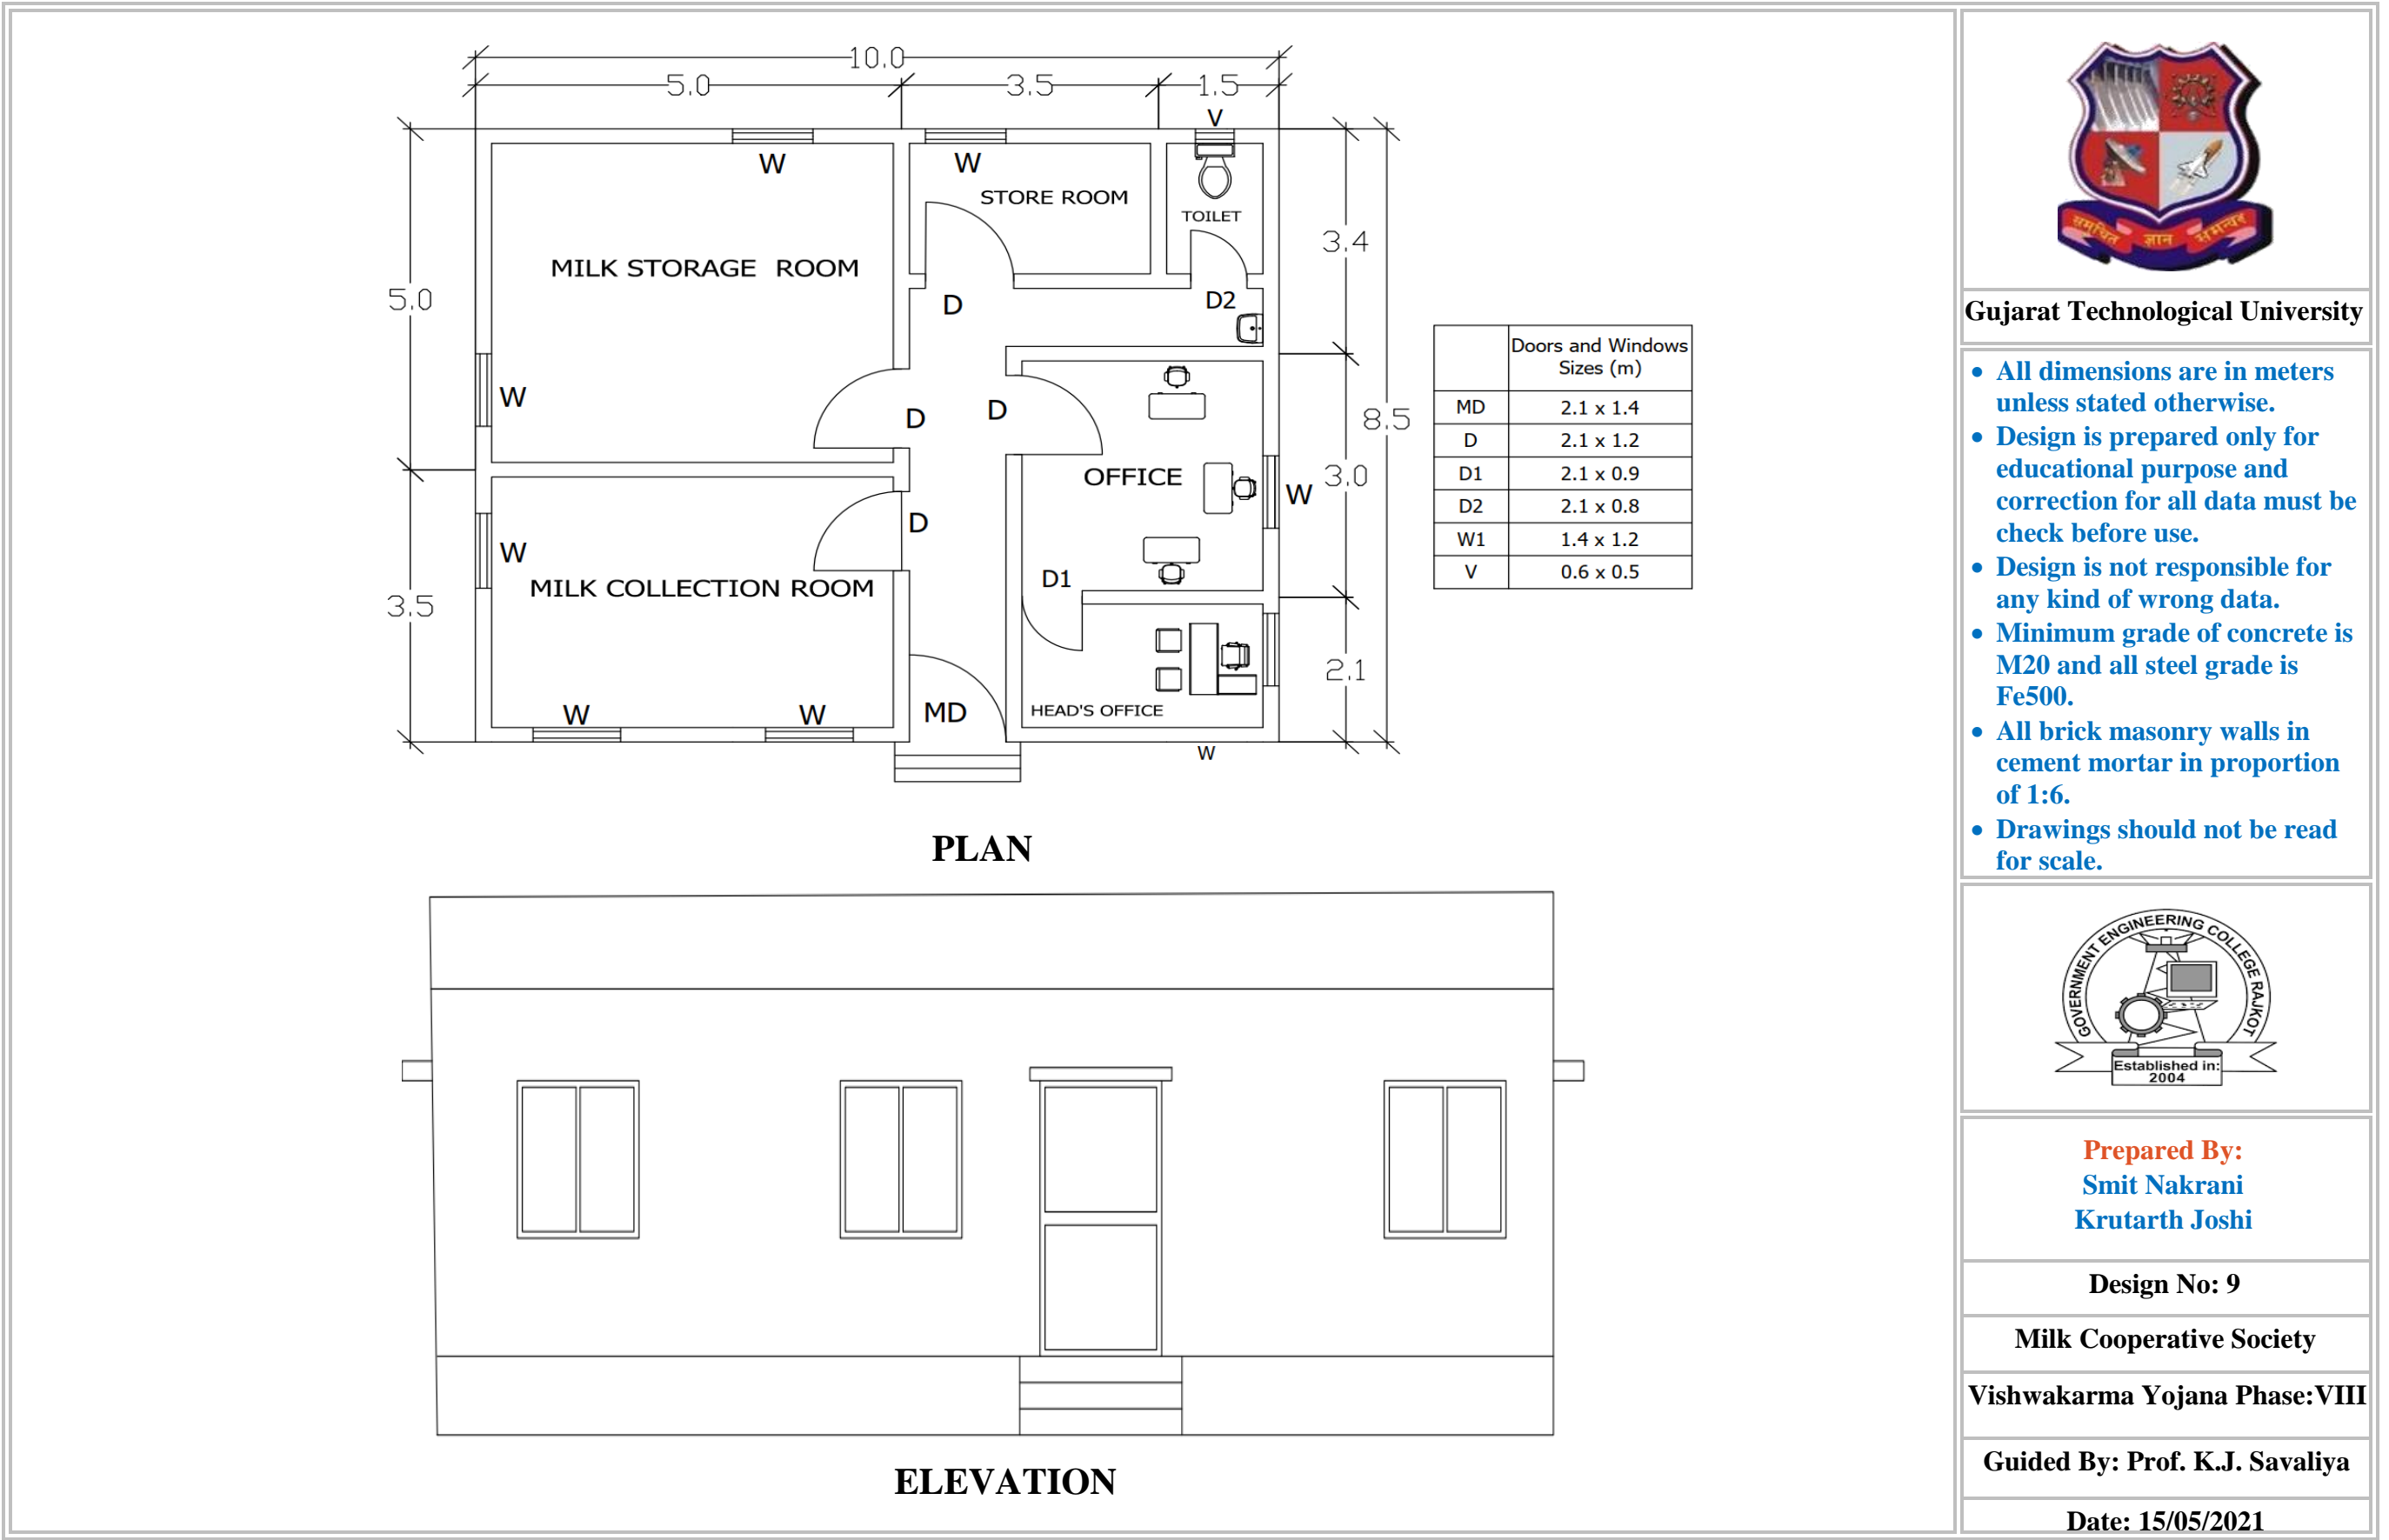 10.0
5.0
3.5
1.5
V
W
W
STORE ROOM
TOILET
MILK STORAGE ROOM
3.4
5.0
D
D2
W
D
D
8.5
OFFICE
W
3.0
D
W
D1
MILK COLLECTION ROOM
3.5
2.1
W
W
MD
HEAD'S OFFICE
W
Doors and Windows
Sizes (m)
MD 2.1 x 1.4
D 2.1 x 1.2
D1 2.1 x 0.9
D2 2.1 x 0.8
W1 1.4 x 1.2
V 0.6 x 0.5
PLAN
ELEVATION
समुचित ज्ञान समन्वय
Gujarat Technological University
• All dimensions are in meters
unless stated otherwise.
• Design is prepared only for
educational purpose and
correction for all data must be
check before use.
• Design is not responsible for
any kind of wrong data.
• Minimum grade of concrete is
M20 and all steel grade is
Fe500.
• All brick masonry walls in
cement mortar in proportion
of 1:6.
• Drawings should not be read
for scale.
GOVERNMENT ENGINEERING COLLEGE RAJKOT
Established in:
2004
Prepared By:
Smit Nakrani
Krutarth Joshi
Design No: 9
Milk Cooperative Society
Vishwakarma Yojana Phase:VIII
Guided By: Prof. K.J. Savaliya
Date: 15/05/2021